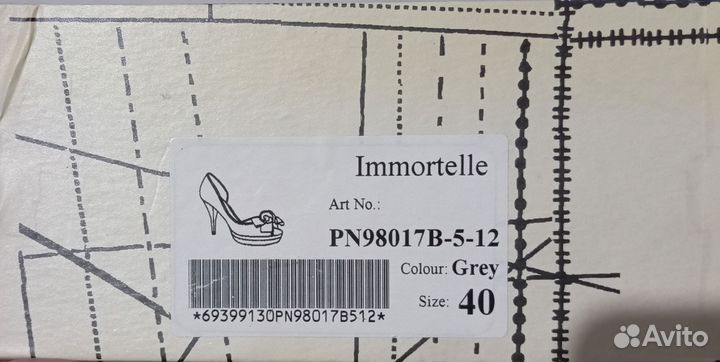 Immortelle
Art No.:
PN98017B-5-12
Colour: Grey
Size: 40
*69399130PN98017B512*
Avito